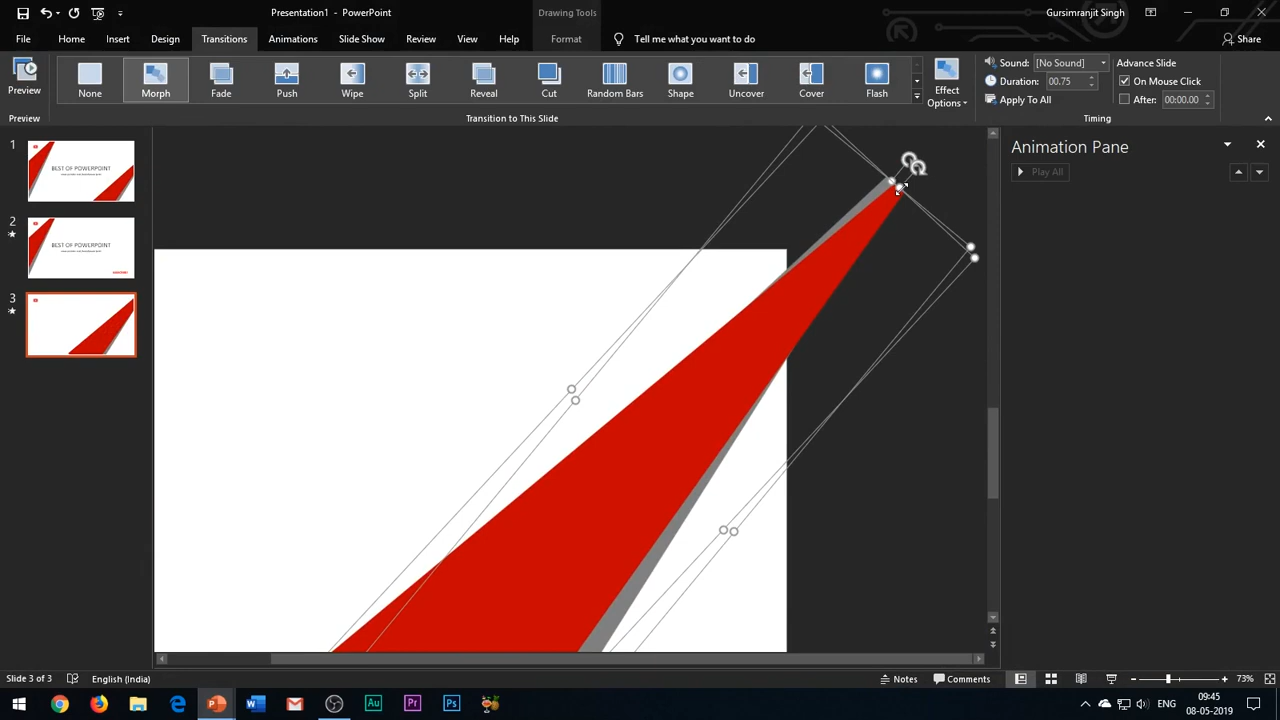 Presentation1 - PowerPoint
Drawing Tools
Gursimranjit Singh
File Home Insert Design Transitions Animations Slide Show Review View Help Format Tell me what you want to do Share
Preview None Morph Fade Push Wipe Split Reveal Cut Random Bars Shape Uncover Cover Flash Effect Options
Sound: [No Sound] Advance Slide
Duration: 00.75 On Mouse Click
Apply To All After: 00:00.00
Preview Transition to This Slide Timing
Animation Pane
Play All
1
BEST OF POWERPOINT
2
BEST OF POWERPOINT
3
Slide 3 of 3 English (India) Notes Comments 73%
Au Pr Ps
ENG
09:45
08-05-2019